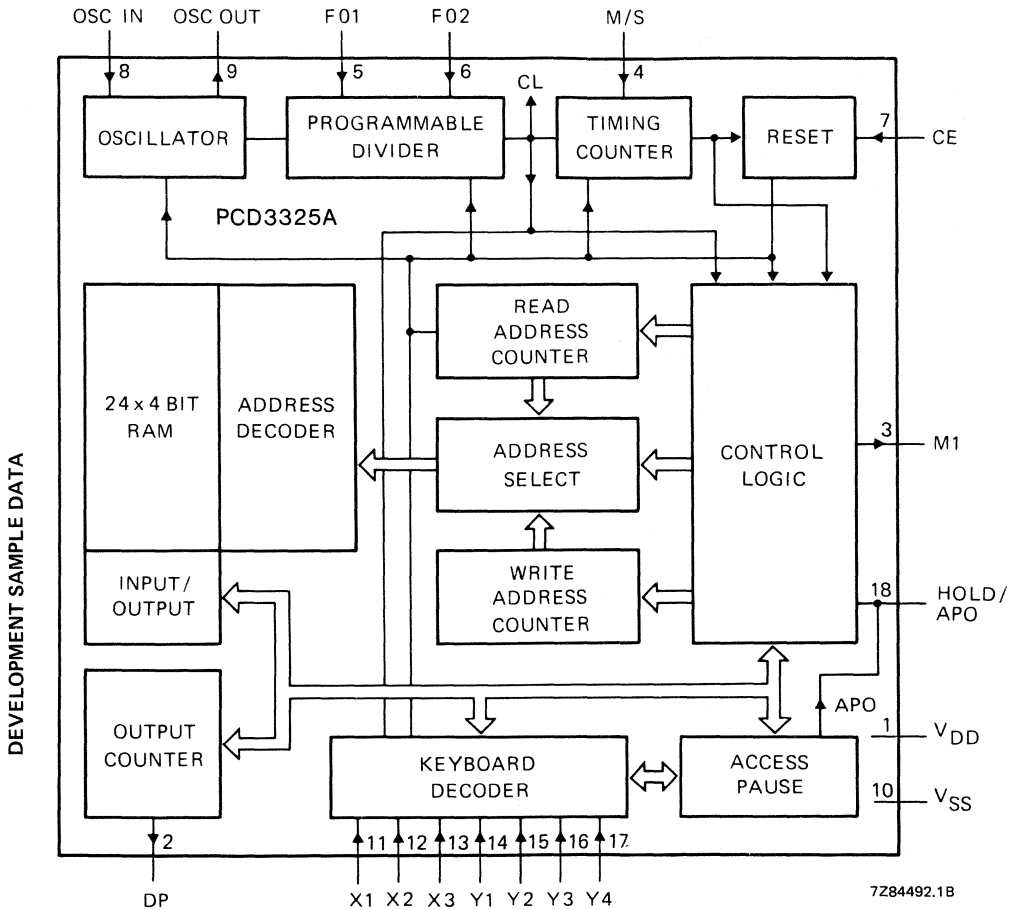 OSC IN OSC OUT F01 F02 M/S
8 9 5 6 CL 4
OSCILLATOR
PROGRAMMABLE
DIVIDER
TIMING
COUNTER
RESET
7 CE
PCD3325A
24 x 4 BIT
RAM
ADDRESS
DECODER
READ
ADDRESS
COUNTER
ADDRESS
SELECT
WRITE
ADDRESS
COUNTER
CONTROL
LOGIC
3 M1
18 HOLD/
APO
INPUT/
OUTPUT
OUTPUT
COUNTER
KEYBOARD
DECODER
ACCESS
PAUSE
APO
1 VDD
10 VSS
2 11 12 13 14 15 16 17
DP X1 X2 X3 Y1 Y2 Y3 Y4
7Z84492.1B
DEVELOPMENT SAMPLE DATA